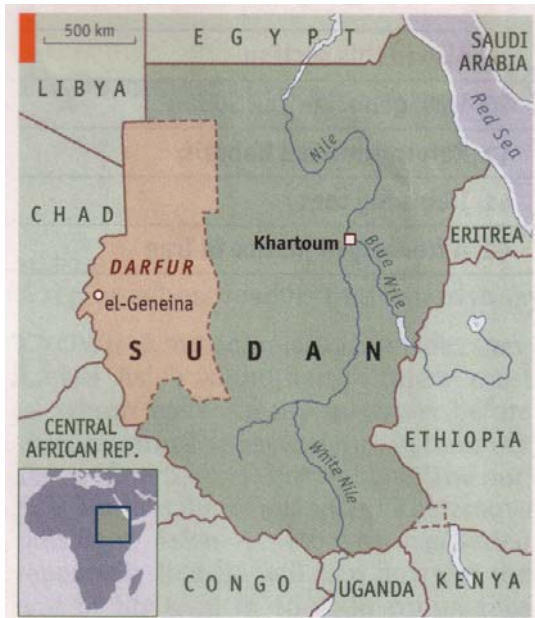 500 km
EGYPT
SAUDI
ARABIA
LIBYA
Red Sea
Nile
CHAD
Khartoum
Blue Nile
ERITREA
DARFUR
el-Geneina
SUDAN
CENTRAL
AFRICAN REP.
ETHIOPIA
White Nile
CONGO
UGANDA
KENYA